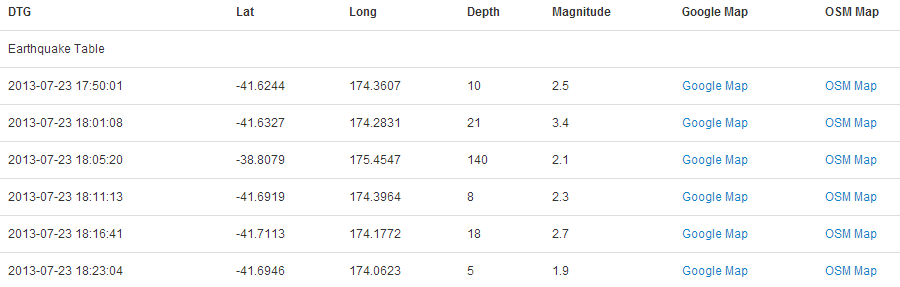 DTG Lat Long Depth Magnitude Google Map OSM Map
Earthquake Table
2013-07-23 17:50:01 -41.6244 174.3607 10 2.5 Google Map OSM Map
2013-07-23 18:01:08 -41.6327 174.2831 21 3.4 Google Map OSM Map
2013-07-23 18:05:20 -38.8079 175.4547 140 2.1 Google Map OSM Map
2013-07-23 18:11:13 -41.6919 174.3964 8 2.3 Google Map OSM Map
2013-07-23 18:16:41 -41.7113 174.1772 18 2.7 Google Map OSM Map
2013-07-23 18:23:04 -41.6946 174.0623 5 1.9 Google Map OSM Map